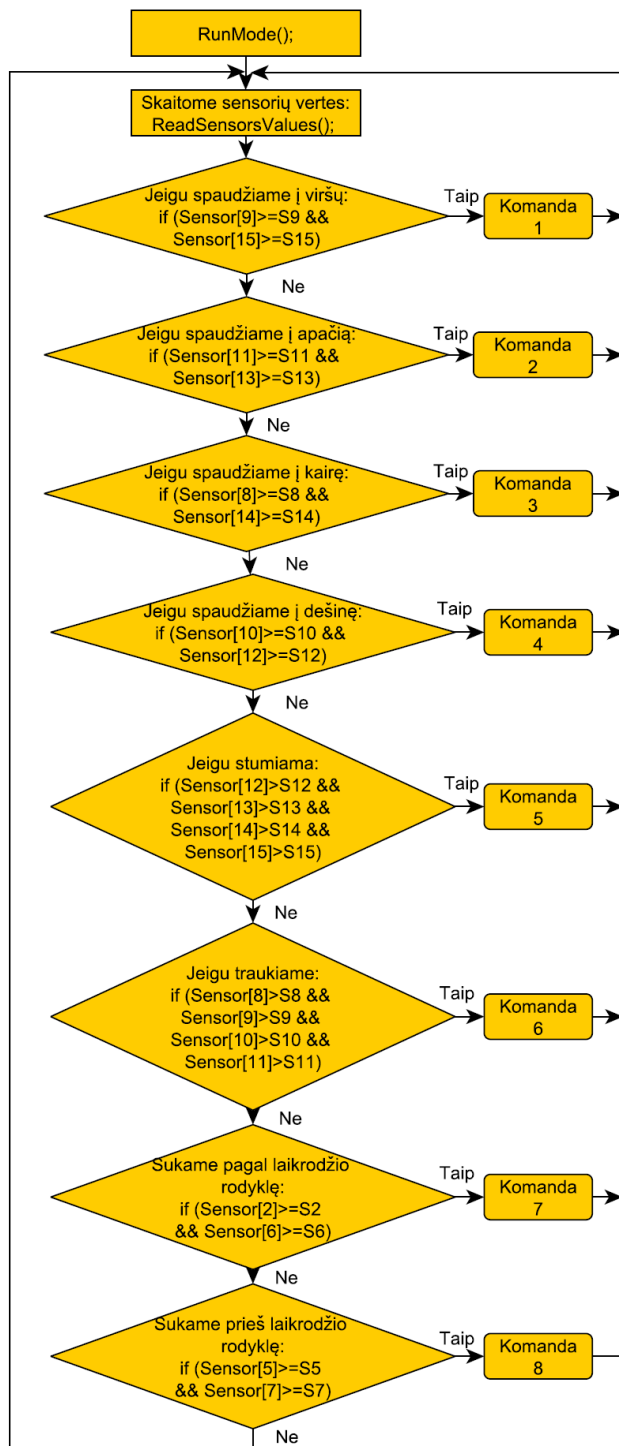 RunMode();
Skaitome sensorių vertes:
ReadSensorsValues();
Jeigu spaudžiame į viršų:
if (Sensor[9]>=S9 &&
Sensor[15]>=S15)
Taip
Komanda
1
Ne
Jeigu spaudžiame į apačią:
if (Sensor[11]>=S11 &&
Sensor[13]>=S13)
Taip
Komanda
2
Ne
Jeigu spaudžiame į kairę:
if (Sensor[8]>=S8 &&
Sensor[14]>=S14)
Taip
Komanda
3
Ne
Jeigu spaudžiame į dešinę:
if (Sensor[10]>=S10 &&
Sensor[12]>=S12)
Taip
Komanda
4
Ne
Jeigu stumiama:
if (Sensor[12]>S12 &&
Sensor[13]>S13 &&
Sensor[14]>S14 &&
Sensor[15]>S15)
Taip
Komanda
5
Ne
Jeigu traukiame:
if (Sensor[8]>S8 &&
Sensor[9]>S9 &&
Sensor[10]>S10 &&
Sensor[11]>S11)
Taip
Komanda
6
Ne
Sukame pagal laikrodžio
rodyklę:
if (Sensor[2]>=S2
&& Sensor[6]>=S6)
Taip
Komanda
7
Ne
Sukame prieš laikrodžio
rodyklę:
if (Sensor[5]>=S5
&& Sensor[7]>=S7)
Taip
Komanda
8
Ne